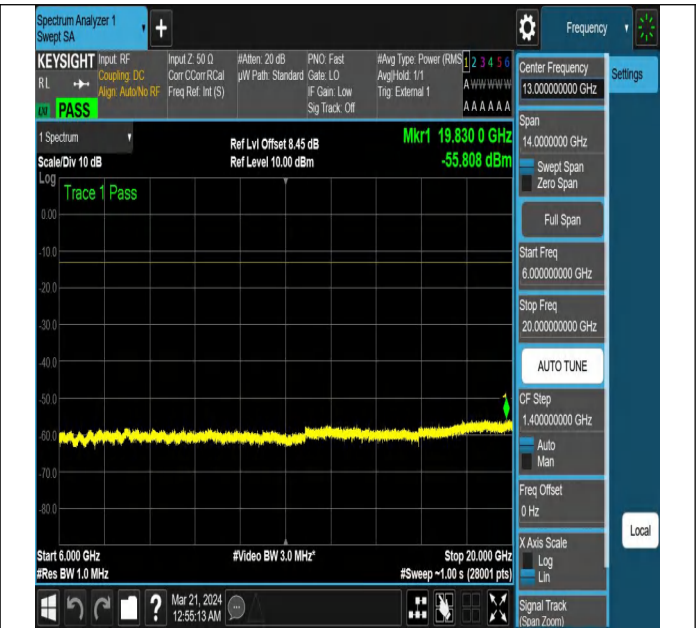 Spectrum Analyzer 1
Swept SA
+
Frequency
KEYSIGHT
RL
PASS
Input: RF
Coupling: DC
Align: Auto/No RF
Input Z: 50 Ω
Corr CCorr RCal
Freq Ref: Int (S)
#Atten: 20 dB
µW Path: Standard
PNO: Fast
Gate: LO
IF Gain: Low
Sig Track: Off
#Avg Type: Power (RMS
Avg|Hold: 1/1
Trig: External 1
1 2 3 4 5 6
A W W W W W
A A A A A A
1 Spectrum
Scale/Div 10 dB
Ref Lvl Offset 8.45 dB
Ref Level 10.00 dBm
Mkr1 19.830 0 GHz
-55.808 dBm
Log
Trace 1 Pass
0.00
-10.0
-20.0
-30.0
-40.0
-50.0
-60.0
-70.0
-80.0
1
Start 6.000 GHz
#Res BW 1.0 MHz
#Video BW 3.0 MHz*
Stop 20.000 GHz
#Sweep ~1.00 s (28001 pts)
Center Frequency
13.000000000 GHz
Span
14.0000000 GHz
Swept Span
Zero Span
Full Span
Start Freq
6.000000000 GHz
Stop Freq
20.000000000 GHz
AUTO TUNE
CF Step
1.400000000 GHz
Auto
Man
Freq Offset
0 Hz
X Axis Scale
Log
Lin
Signal Track
(Span Zoom)
Settings
Local
?
Mar 21, 2024
12:55:13 AM